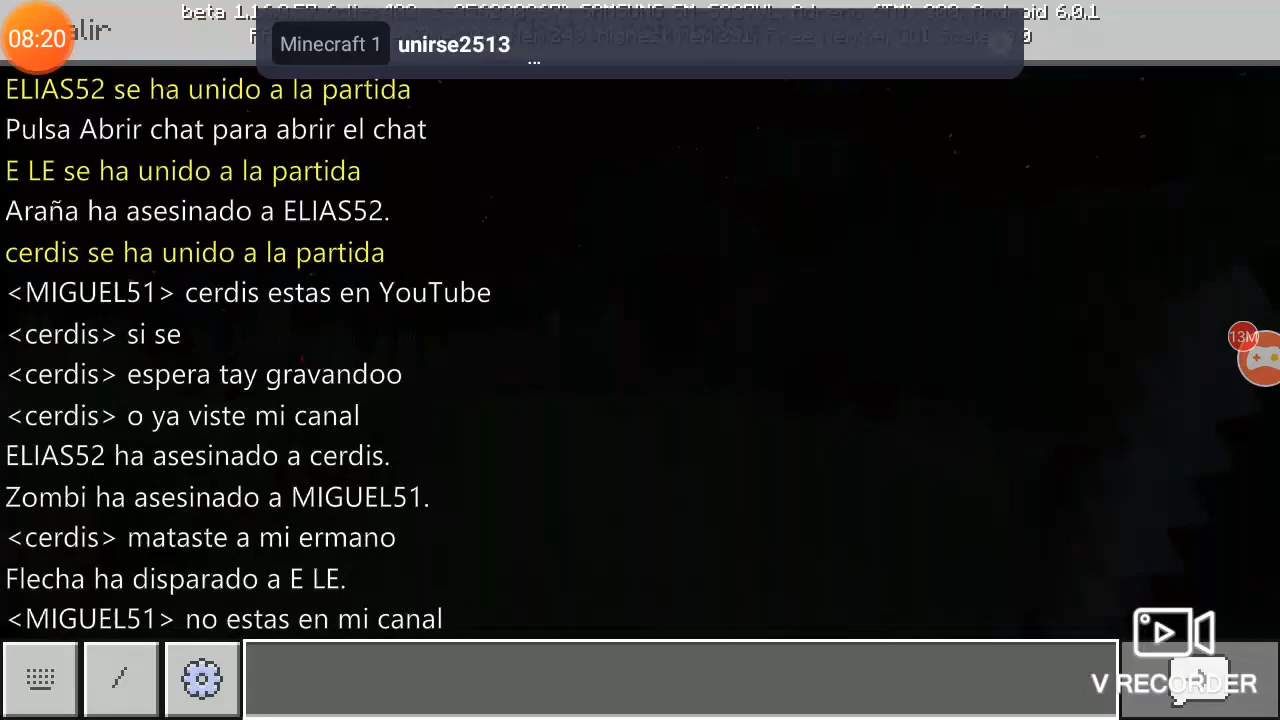 08:20
Minecraft 1 unirse2513
...
ELIAS52 se ha unido a la partida
Pulsa Abrir chat para abrir el chat
E LE se ha unido a la partida
Araña ha asesinado a ELIAS52.
cerdis se ha unido a la partida
<MIGUEL51> cerdis estas en YouTube
<cerdis> si se
<cerdis> espera tay gravandoo
<cerdis> o ya viste mi canal
ELIAS52 ha asesinado a cerdis.
Zombi ha asesinado a MIGUEL51.
<cerdis> mataste a mi ermano
Flecha ha disparado a E LE.
<MIGUEL51> no estas en mi canal
13M
/
V RECORDER